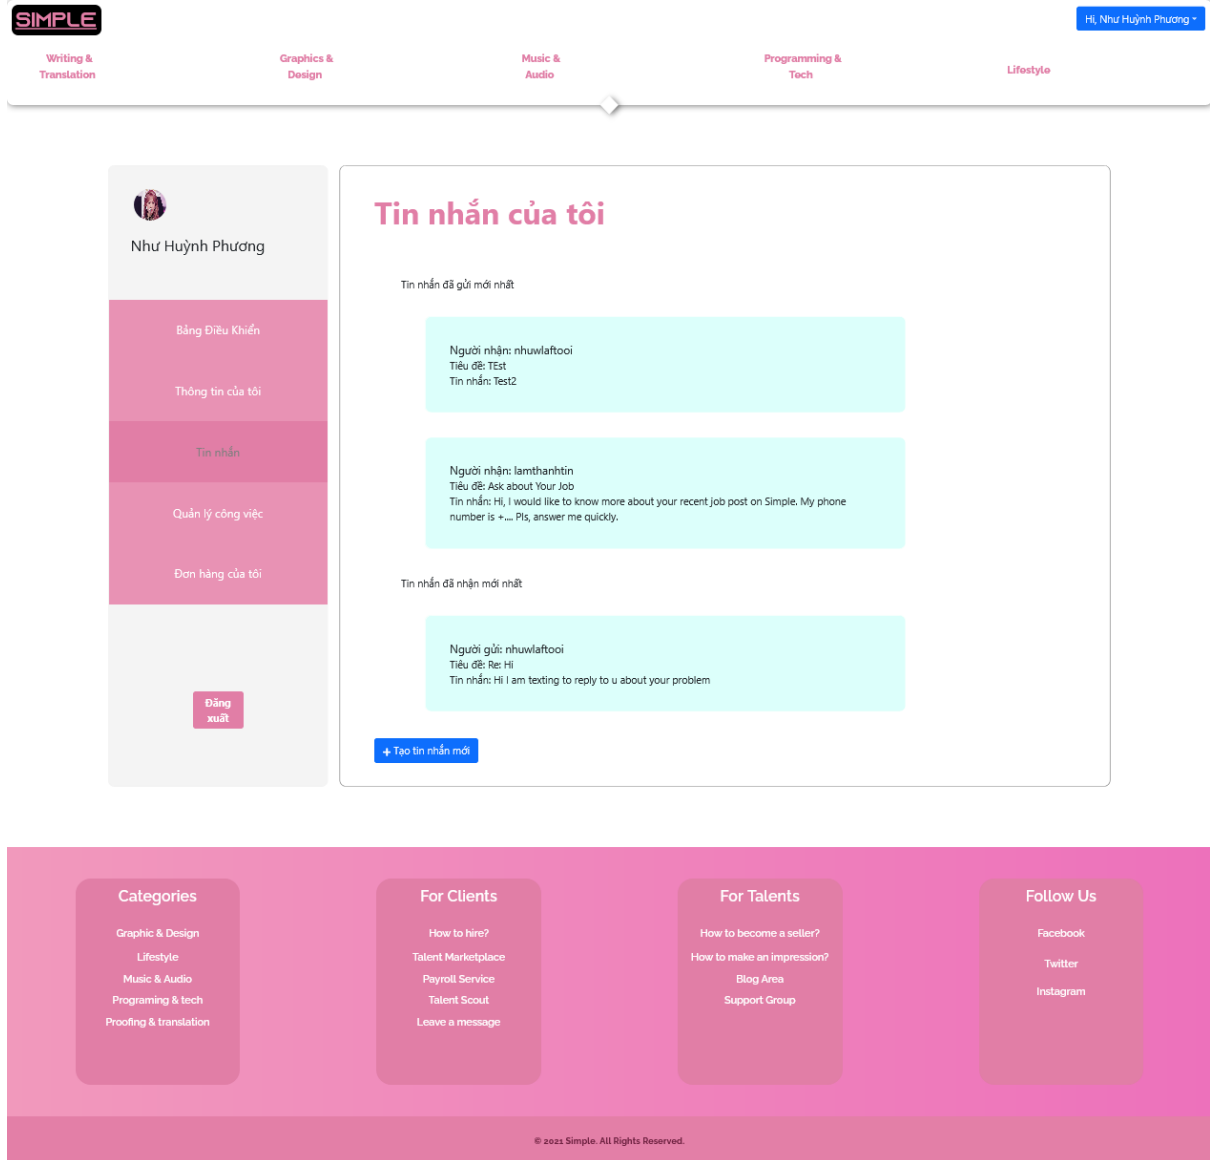 SIMPLE
Hi, Như Huỳnh Phương
Writing &
Translation
Graphics &
Design
Music &
Audio
Programming &
Tech
Lifestyle
Như Huỳnh Phương
Bảng Điều Khiển
Thông tin của tôi
Tin nhắn
Quản lý công việc
Đơn hàng của tôi
Đăng
xuất
Tin nhắn của tôi
Tin nhắn đã gửi mới nhất
Người nhận: nhuwlaftooi
Tiêu đề: TEst
Tin nhắn: Test2
Người nhận: lamthanhtin
Tiêu đề: Ask about Your Job
Tin nhắn: Hi, I would like to know more about your recent job post on Simple. My phone
number is +.... Pls, answer me quickly.
Tin nhắn đã nhận mới nhất
Người gửi: nhuwlaftooi
Tiêu đề: Re: Hi
Tin nhắn: Hi I am texting to reply to u about your problem
+ Tạo tin nhắn mới
Categories
Graphic & Design
Lifestyle
Music & Audio
Programing & tech
Proofing & translation
For Clients
How to hire?
Talent Marketplace
Payroll Service
Talent Scout
Leave a message
For Talents
How to become a seller?
How to make an impression?
Blog Area
Support Group
Follow Us
Facebook
Twitter
Instagram
© 2021 Simple. All Rights Reserved.